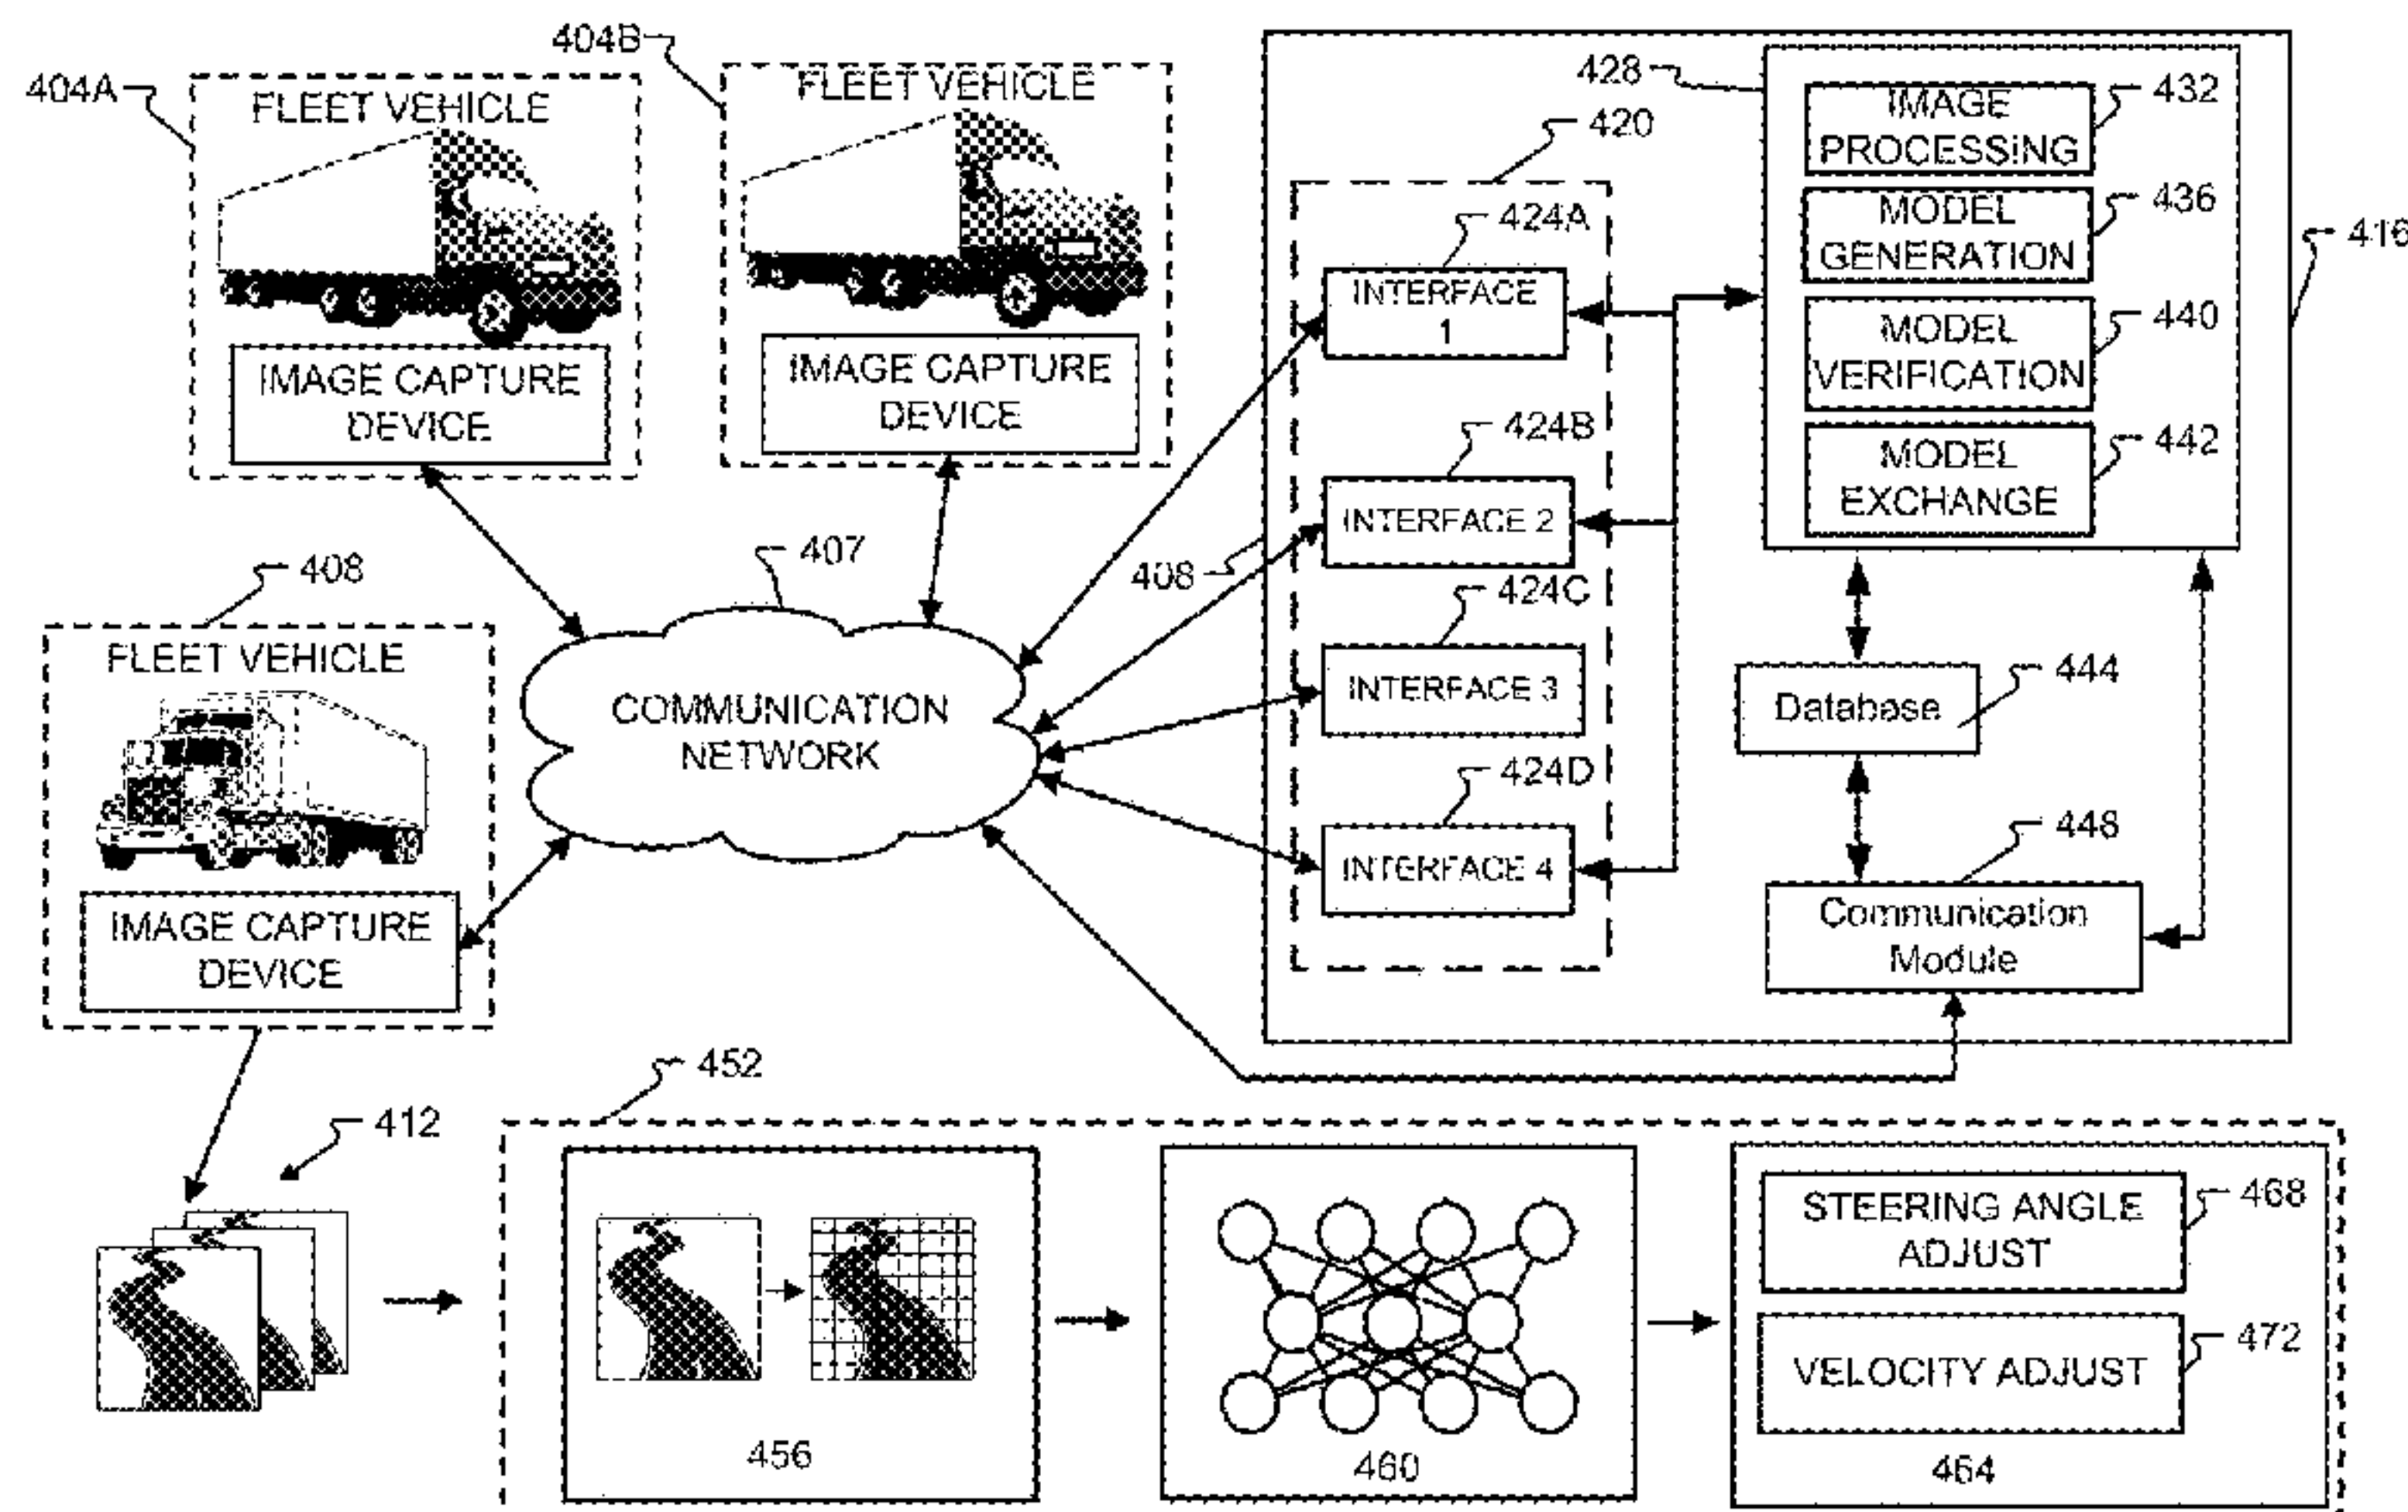 404A
FLEET VEHICLE
IMAGE CAPTURE
DEVICE
404B
FLEET VEHICLE
IMAGE CAPTURE
DEVICE
408
FLEET VEHICLE
IMAGE CAPTURE
DEVICE
407
COMMUNICATION
NETWORK
408
420
424A
INTERFACE
1
424B
INTERFACE 2
424C
INTERFACE 3
424D
INTERFACE 4
428
IMAGE
PROCESSING
432
MODEL
GENERATION
436
MODEL
VERIFICATION
440
MODEL
EXCHANGE
442
416
Database
444
448
Communication
Module
412
452
456
460
STEERING ANGLE
ADJUST
468
VELOCITY ADJUST
472
464